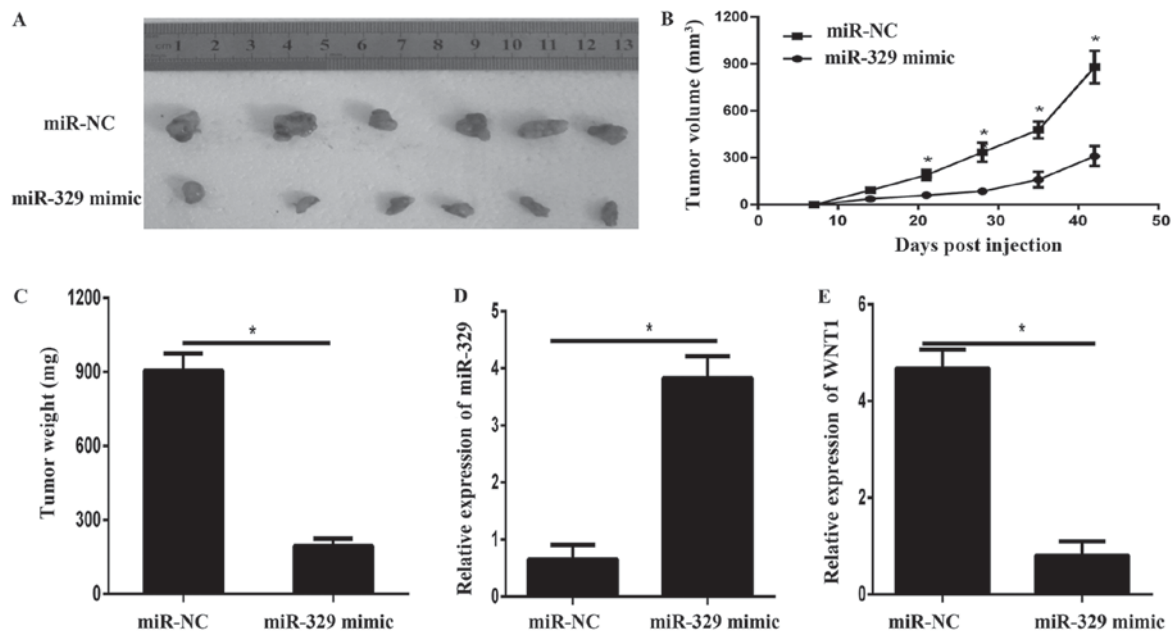 A
cm 1 2 3 4 5 6 7 8 9 10 11 12 13
miR-NC
miR-329 mimic
B
Tumor volume (mm³)
1200
900
600
300
0
miR-NC
miR-329 mimic
* * * *
0 10 20 30 40 50
Days post injection
C
Tumor weight (mg)
1200
900
600
300
0
*
miR-NC miR-329 mimic
D
Relative expression of miR-329
5
4
3
2
1
0
*
miR-NC miR-329 mimic
E
Relative expression of WNT1
6
4
2
0
*
miR-NC miR-329 mimic